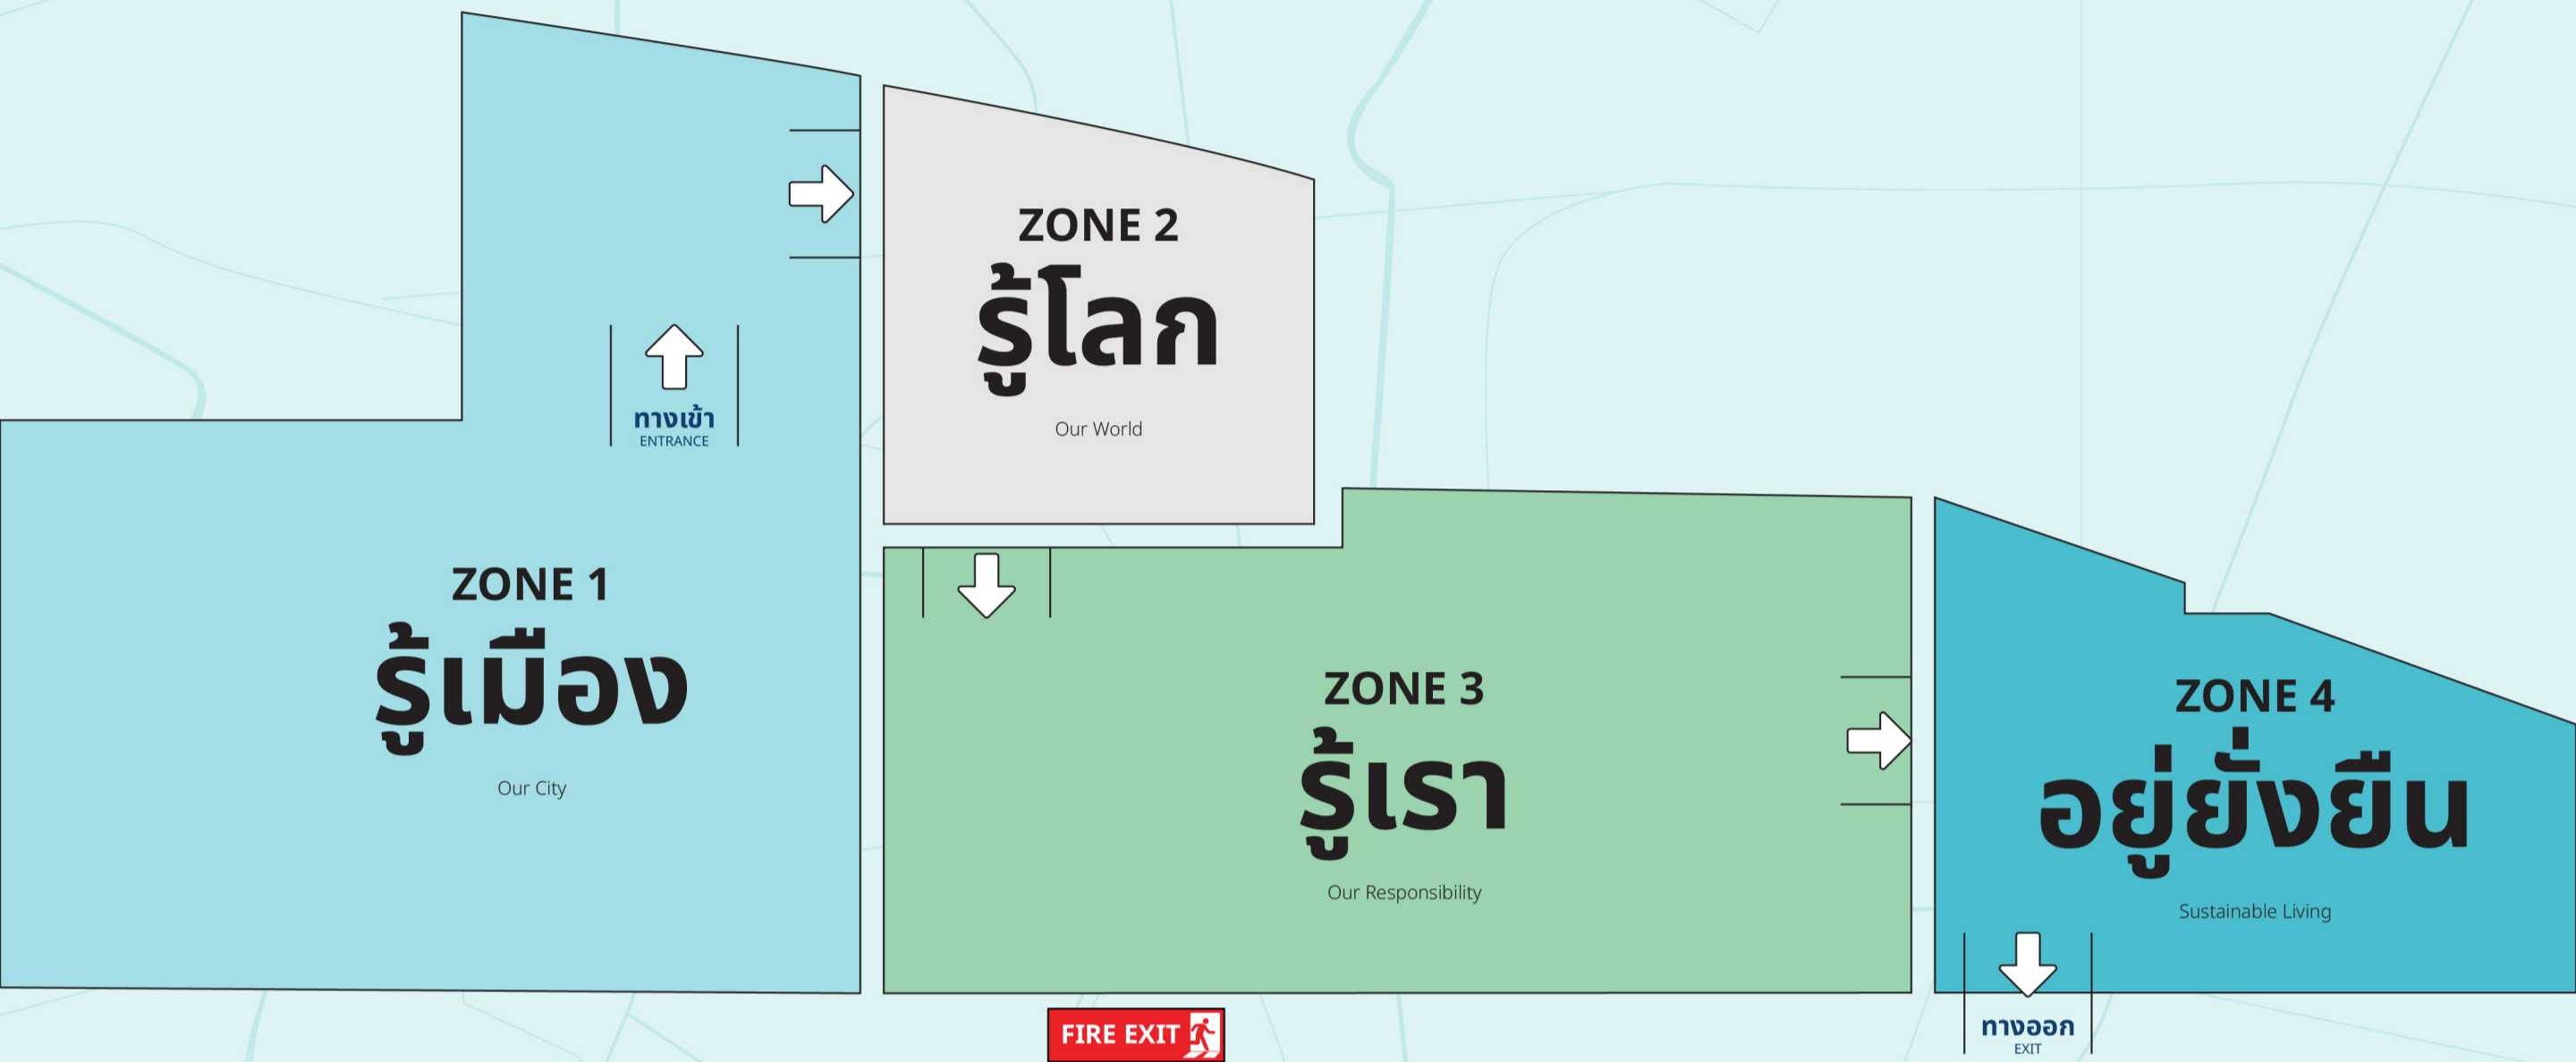 ทางเข้า
ENTRANCE
ZONE 1
รู้เมือง
Our City
ZONE 2
รู้โลก
Our World
ZONE 3
รู้เรา
Our Responsibility
ZONE 4
อยู่ยั่งยืน
Sustainable Living
FIRE EXIT
ทางออก
EXIT